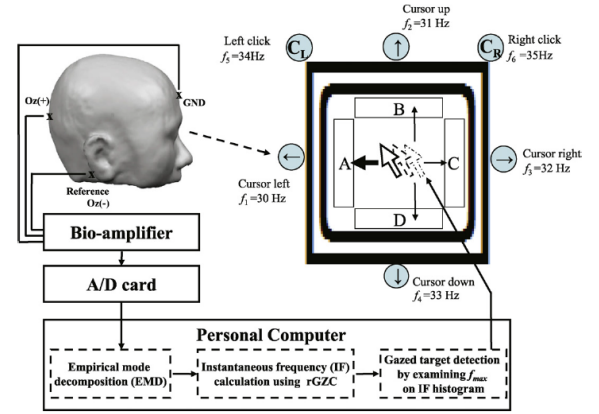 Cursor up
f2=31 Hz
Left click
f5=34Hz
CL
↑
CR
Right click
f6=35Hz
Oz(+)
x
x
GND
B
←
A
C
→
Cursor right
f3=32 Hz
Cursor left
f1=30 Hz
x
Reference
Oz(-)
D
Bio-amplifier
↓
Cursor down
f4=33 Hz
A/D card
Personal Computer
Empirical mode
decomposition (EMD)
Instantaneous frequency (IF)
calculation using rGZC
Gazed target detection
by examining fmax
on IF histogram